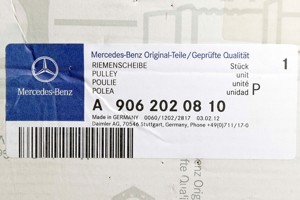 Mercedes-Benz
Mercedes-Benz Original-Teile/Geprüfte Qualität
RIEMENSCHEIBE Stück 1
PULLEY unit
POULIE unité P
POLEA unidad
A 906 202 08 10
MADE IN GERMANY 0060/1202/2817 03.02.12
Daimler AG, 70546 Stuttgart, Germany, Phone +49(0)711/17-0